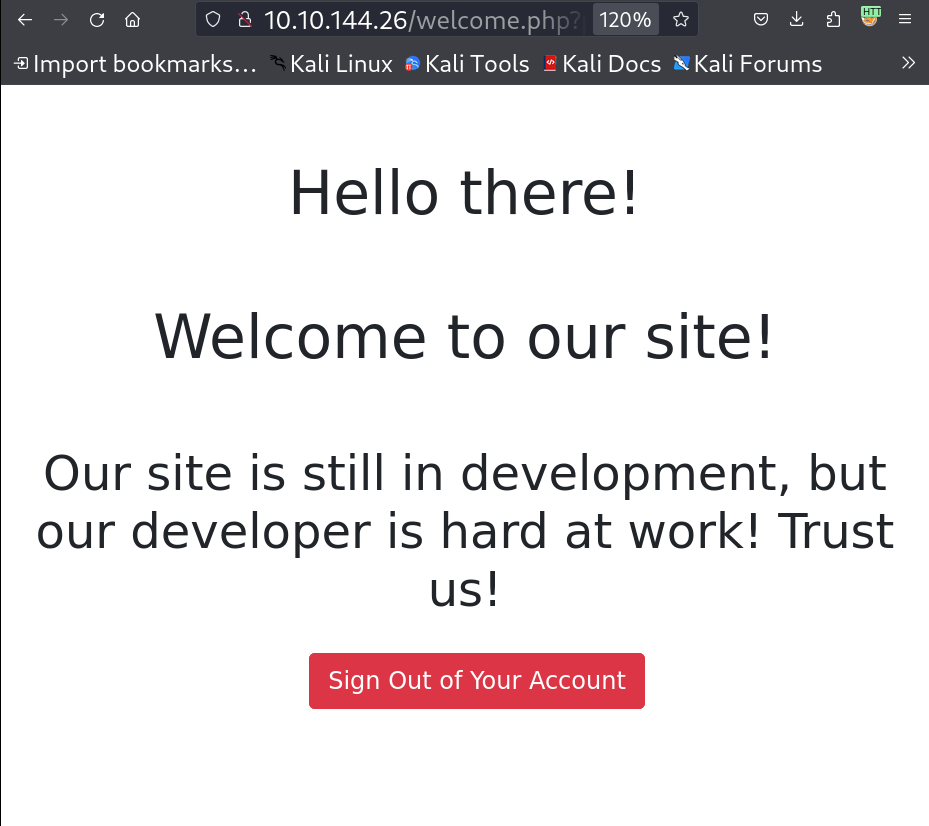 10.10.144.26/welcome.php? 120% HTT
Import bookmarks... Kali Linux Kali Tools Kali Docs Kali Forums
Hello there!
Welcome to our site!
Our site is still in development, but
our developer is hard at work! Trust
us!
Sign Out of Your Account